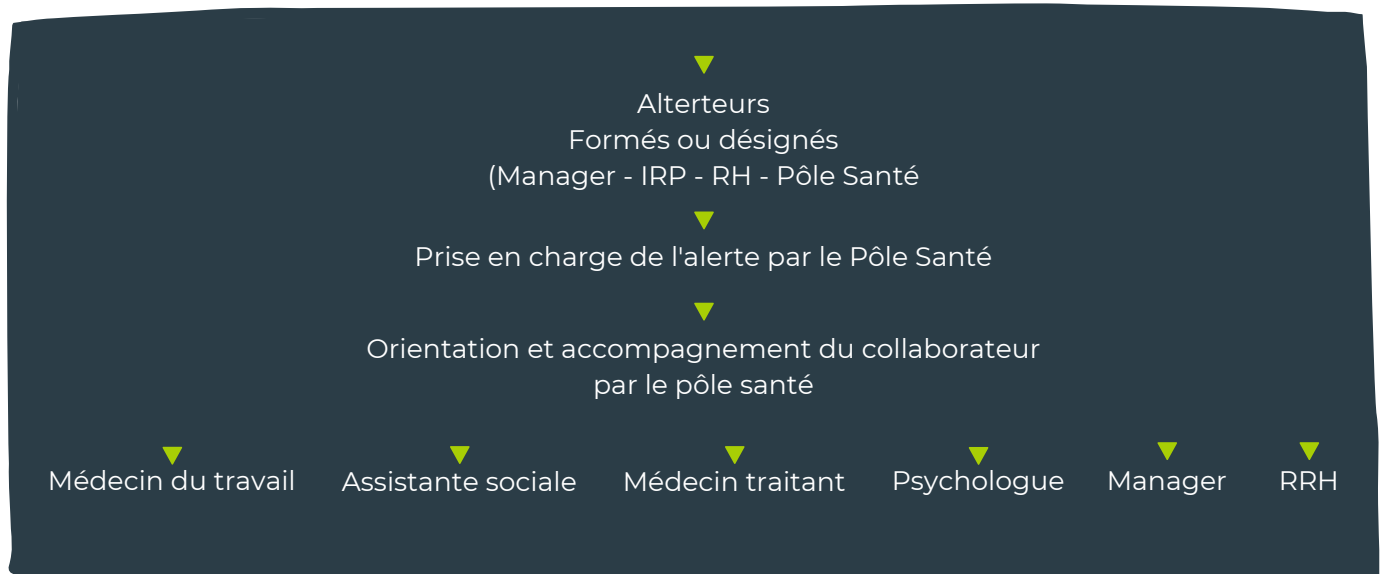 Alterteurs
Formés ou désignés
(Manager - IRP - RH - Pôle Santé
Prise en charge de l'alerte par le Pôle Santé
Orientation et accompagnement du collaborateur
par le pôle santé
Médecin du travail
Assistante sociale
Médecin traitant
Psychologue
Manager
RRH